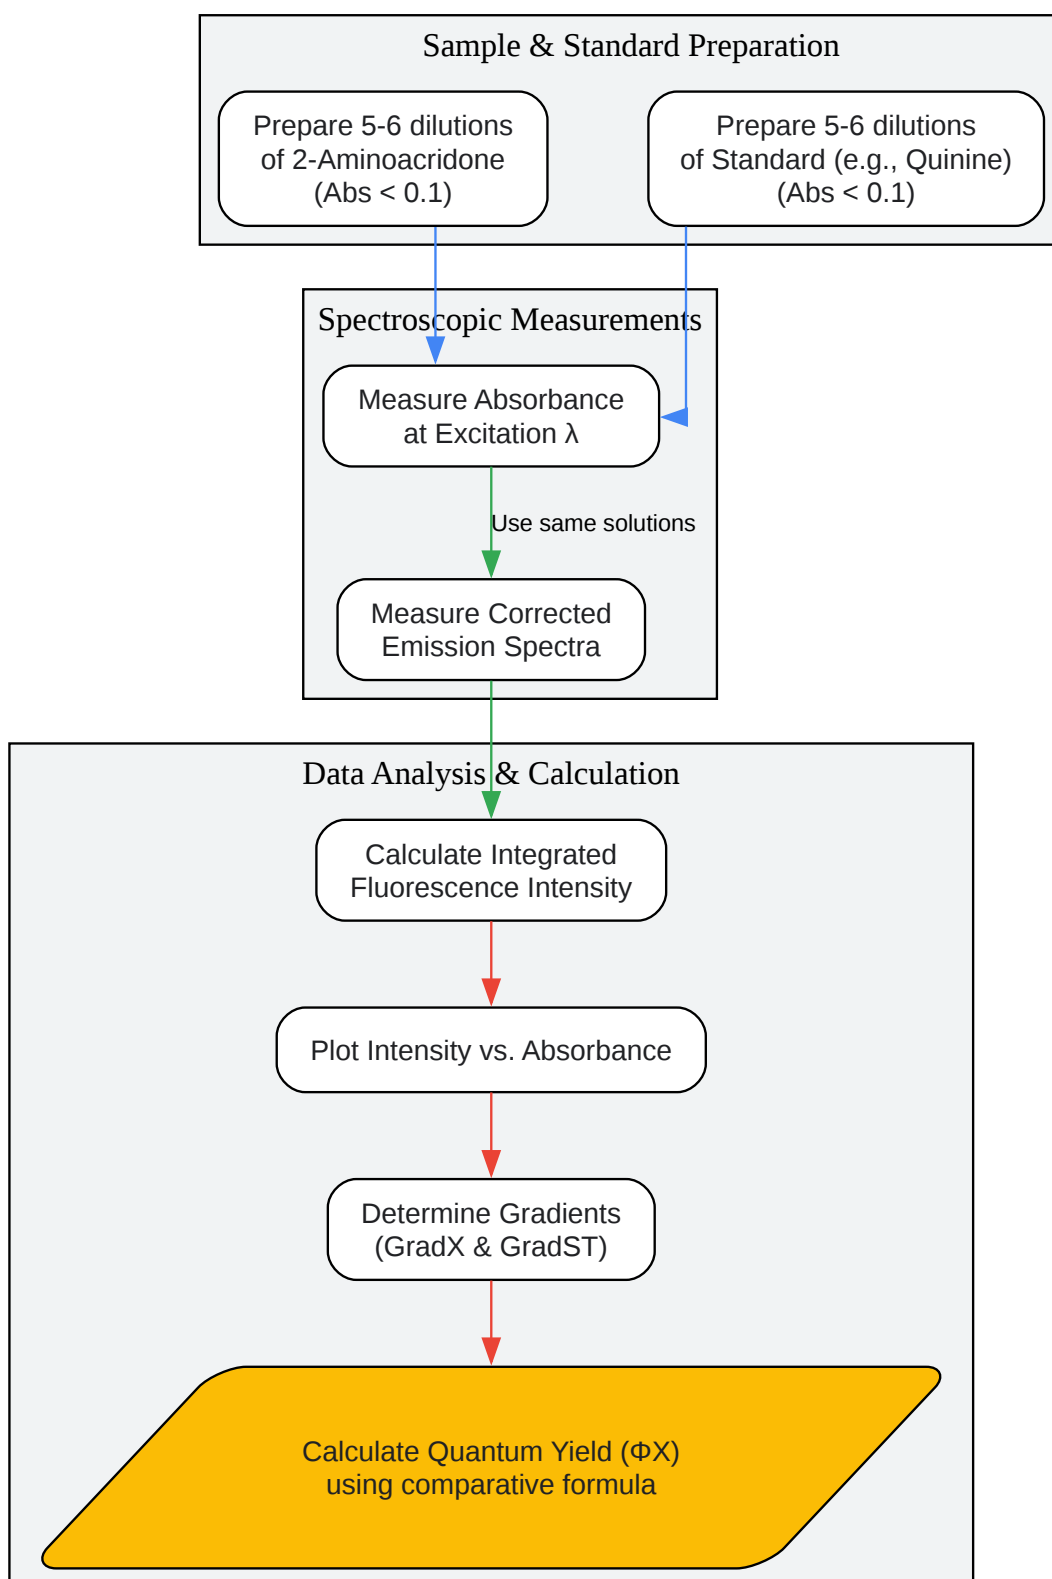 Sample & Standard Preparation
Prepare 5-6 dilutions
of 2-Aminoacridone
(Abs < 0.1)
Prepare 5-6 dilutions
of Standard (e.g., Quinine)
(Abs < 0.1)
Spectroscopic Measurements
Measure Absorbance
at Excitation λ
Use same solutions
Measure Corrected
Emission Spectra
Data Analysis & Calculation
Calculate Integrated
Fluorescence Intensity
Plot Intensity vs. Absorbance
Determine Gradients
(GradX & GradST)
Calculate Quantum Yield (ΦX)
using comparative formula